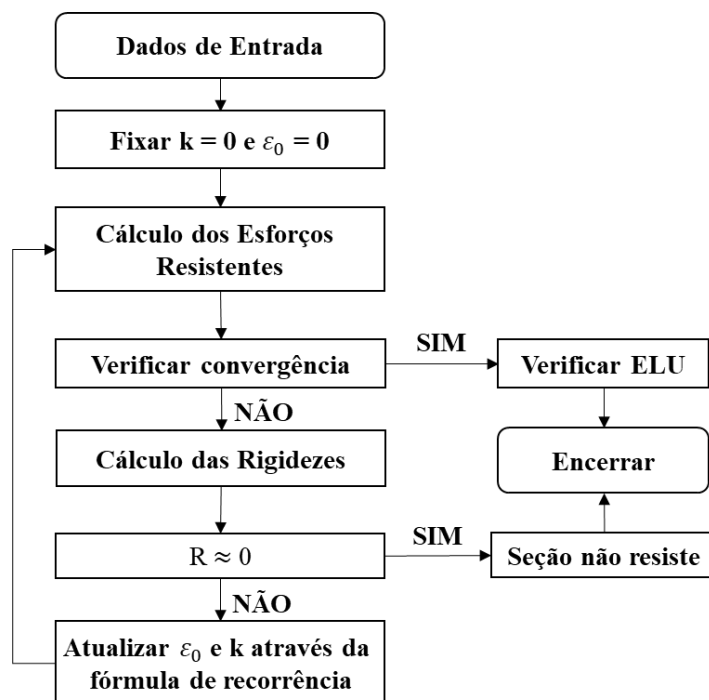 Dados de Entrada
Fixar k = 0 e ε₀ = 0
Cálculo dos Esforços
Resistentes
Verificar convergência
SIM
Verificar ELU
NÃO
Cálculo das Rigidezes
Encerrar
R ≈ 0
SIM
Seção não resiste
NÃO
Atualizar ε₀ e k através da
fórmula de recorrência